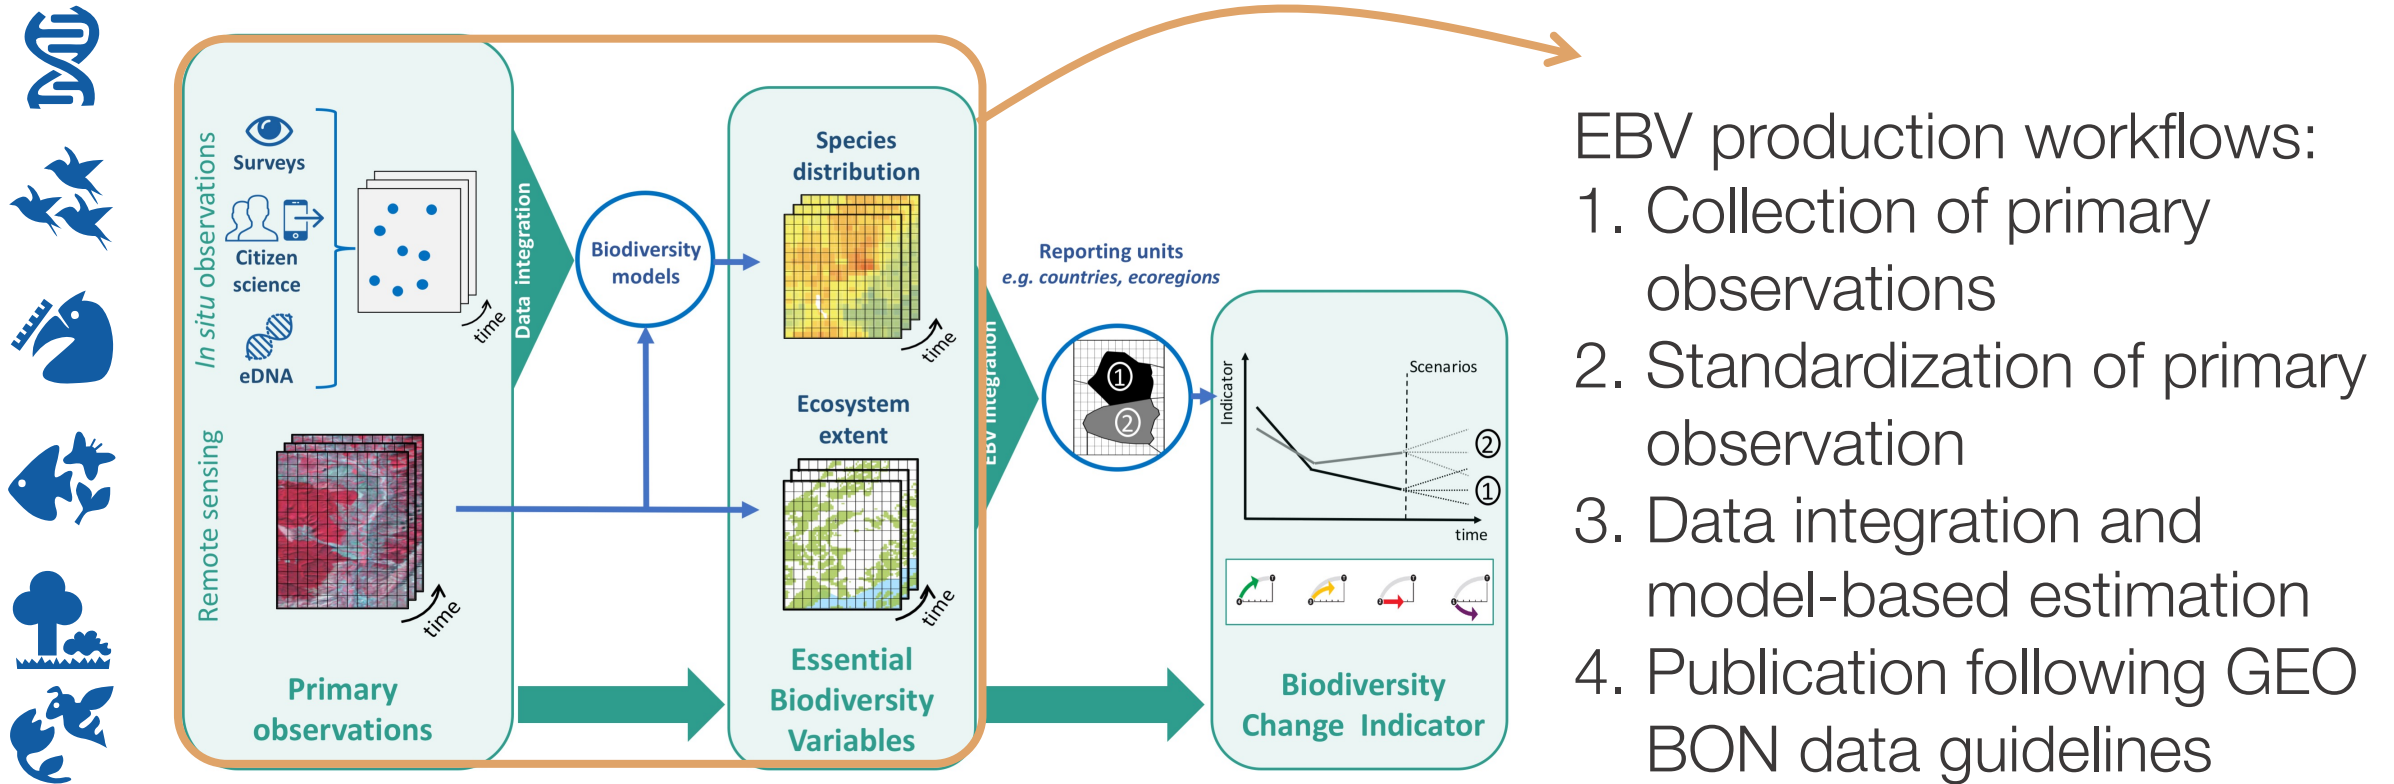 In situ observations
Surveys
Citizen
science
eDNA
time
Remote sensing
time
Primary
observations
Data integration
Biodiversity
models
Species
distribution
time
Ecosystem
extent
time
Essential
Biodiversity
Variables
EBV integration
Reporting units
e.g. countries, ecoregions
1
2
Indicator
Scenarios
2
1
time
Biodiversity
Change Indicator
EBV production workflows:
1. Collection of primary
observations
2. Standardization of primary
observation
3. Data integration and
model-based estimation
4. Publication following GEO
BON data guidelines